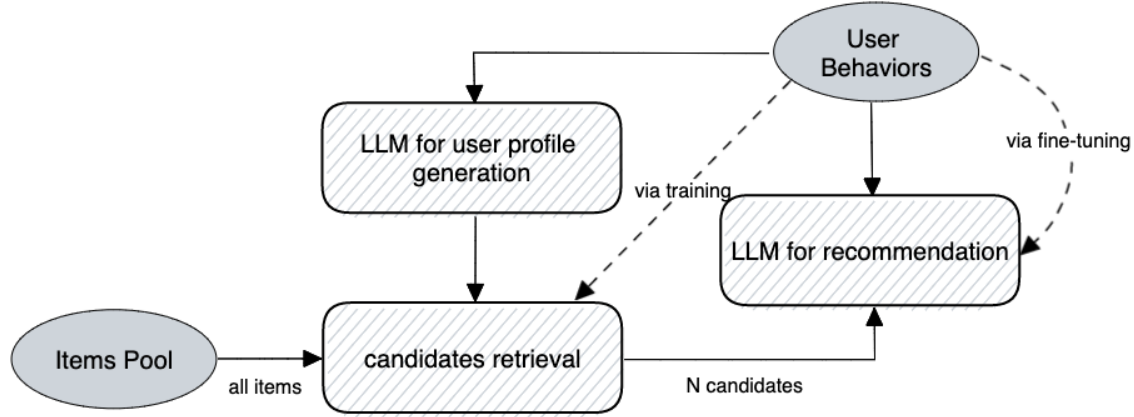 User
Behaviors
LLM for user profile
generation
via fine-tuning
via training
LLM for recommendation
Items Pool
all items
candidates retrieval
N candidates